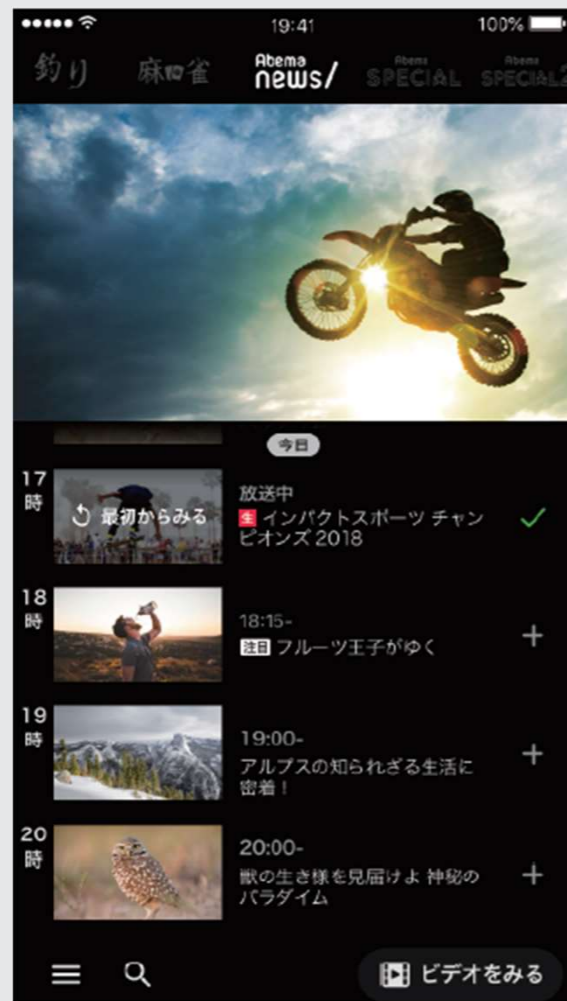 19:41
100%
釣り
麻雀
Abema
news/
Abema
SPECIAL
Abema
SPECIAL2
今日
17
時
最初からみる
放送中
生 インパクトスポーツ チャン
ピオンズ 2018
18
時
18:15-
注目 フルーツ王子がゆく
19
時
19:00-
アルプスの知られざる生活に
密着！
20
時
20:00-
獣の生き様を見届けよ 神秘の
パラダイム
ビデオをみる